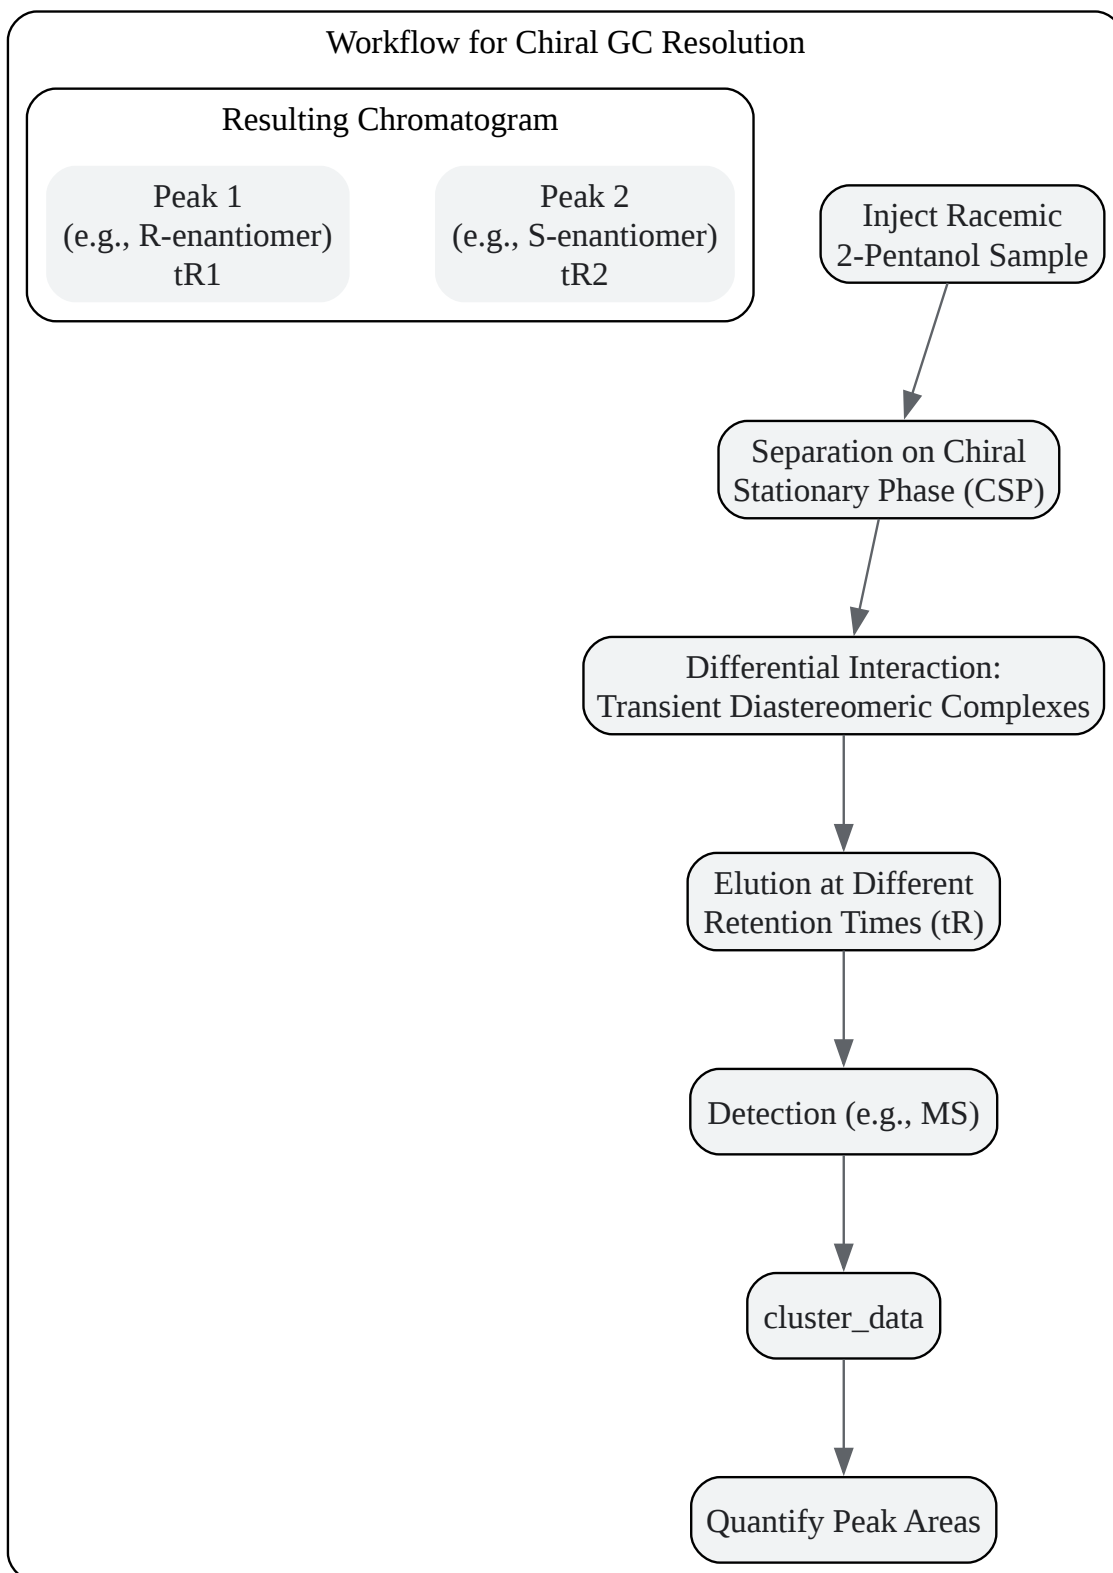 Workflow for Chiral GC Resolution
Resulting Chromatogram
Peak 1
(e.g., R-enantiomer)
tR1
Peak 2
(e.g., S-enantiomer)
tR2
Inject Racemic
2-Pentanol Sample
Separation on Chiral
Stationary Phase (CSP)
Differential Interaction:
Transient Diastereomeric Complexes
Elution at Different
Retention Times (tR)
Detection (e.g., MS)
cluster_data
Quantify Peak Areas